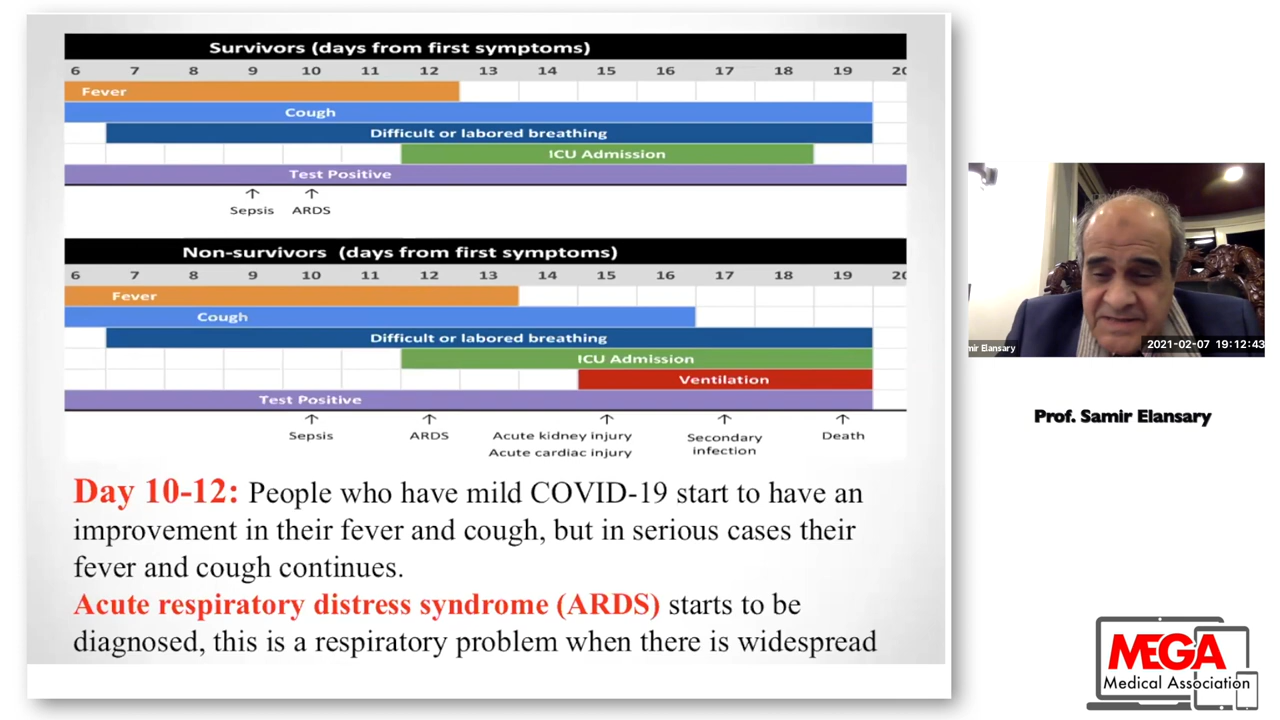 Survivors (days from first symptoms)
6 7 8 9 10 11 12 13 14 15 16 17 18 19
Fever
Cough
Difficult or labored breathing
ICU Admission
Test Positive
Sepsis ARDS
Non-survivors (days from first symptoms)
6 7 8 9 10 11 12 13 14 15 16 17 18 19
Fever
Cough
Difficult or labored breathing
ICU Admission
Ventilation
Test Positive
Sepsis ARDS Acute kidney injury Secondary Death
Acute cardiac injury infection
Day 10-12: People who have mild COVID-19 start to have an
improvement in their fever and cough, but in serious cases their
fever and cough continues.
Acute respiratory distress syndrome (ARDS) starts to be
diagnosed, this is a respiratory problem when there is widespread
mir Elansary
2021-02-07 19:12:43
Prof. Samir Elansary
MEGA
Medical Association